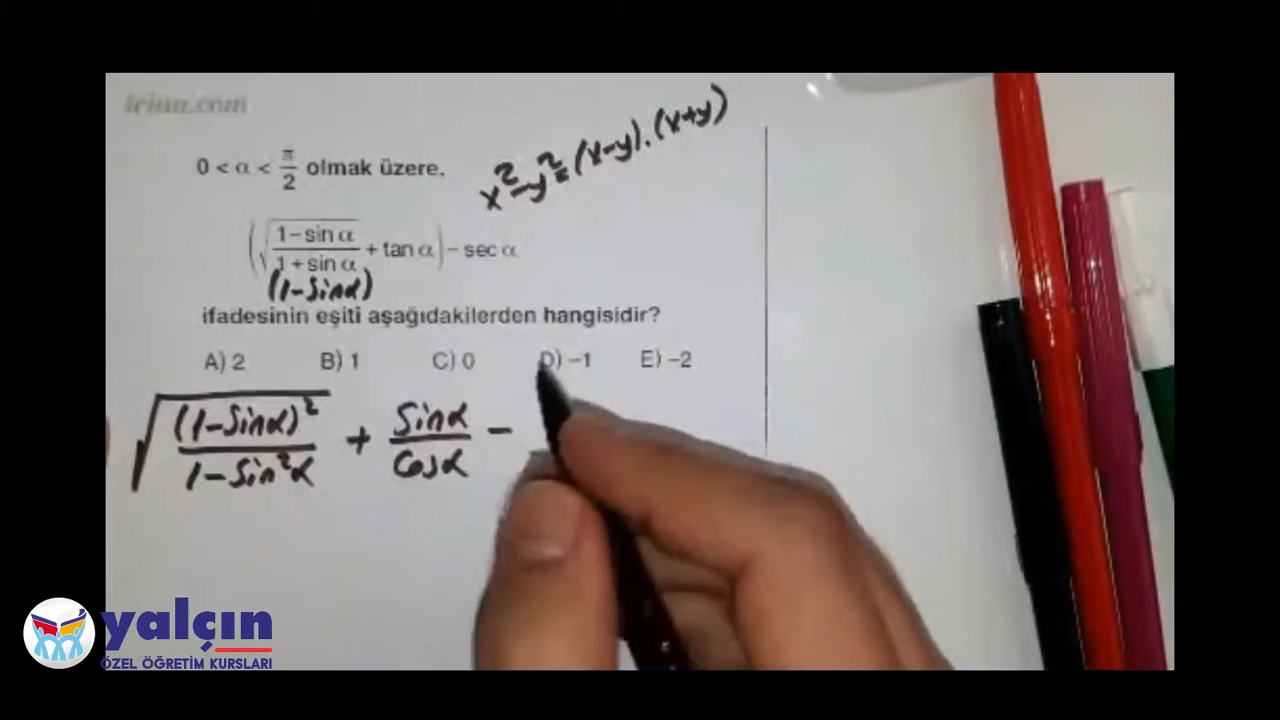 x²-y²=(x-y).(x+y)
0 < α < π/2 olmak üzere,
(√((1-sin α)/(1+sin α)) + tan α) - sec α
(1-Sinα)
ifadesinin eşiti aşağıdakilerden hangisidir?
A) 2 B) 1 C) 0 D) -1 E) -2
√((1-Sinα)²/(1-Sin²α)) + Sinα/Cosα -
yalçın
ÖZEL ÖĞRETİM KURSLARI